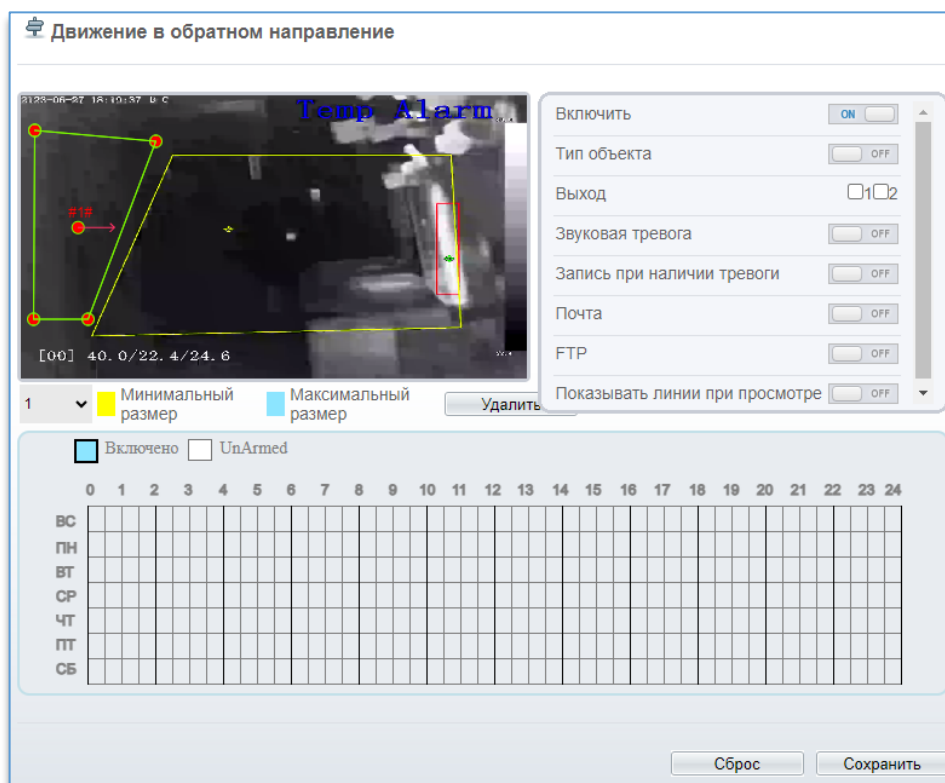 Движение в обратном направление
2123-06-27 18:19:37
Temp Alarm
#1#
[00] 40.0/22.4/24.6
Включить ON
Тип объекта OFF
Выход 1 2
Звуковая тревога OFF
Запись при наличии тревоги OFF
Почта OFF
FTP OFF
Показывать линии при просмотре OFF
1
Минимальный
размер
Максимальный
размер
Удалить
Включено UnArmed
0 1 2 3 4 5 6 7 8 9 10 11 12 13 14 15 16 17 18 19 20 21 22 23 24
ВС
ПН
ВТ
СР
ЧТ
ПТ
СБ
Сброс Сохранить